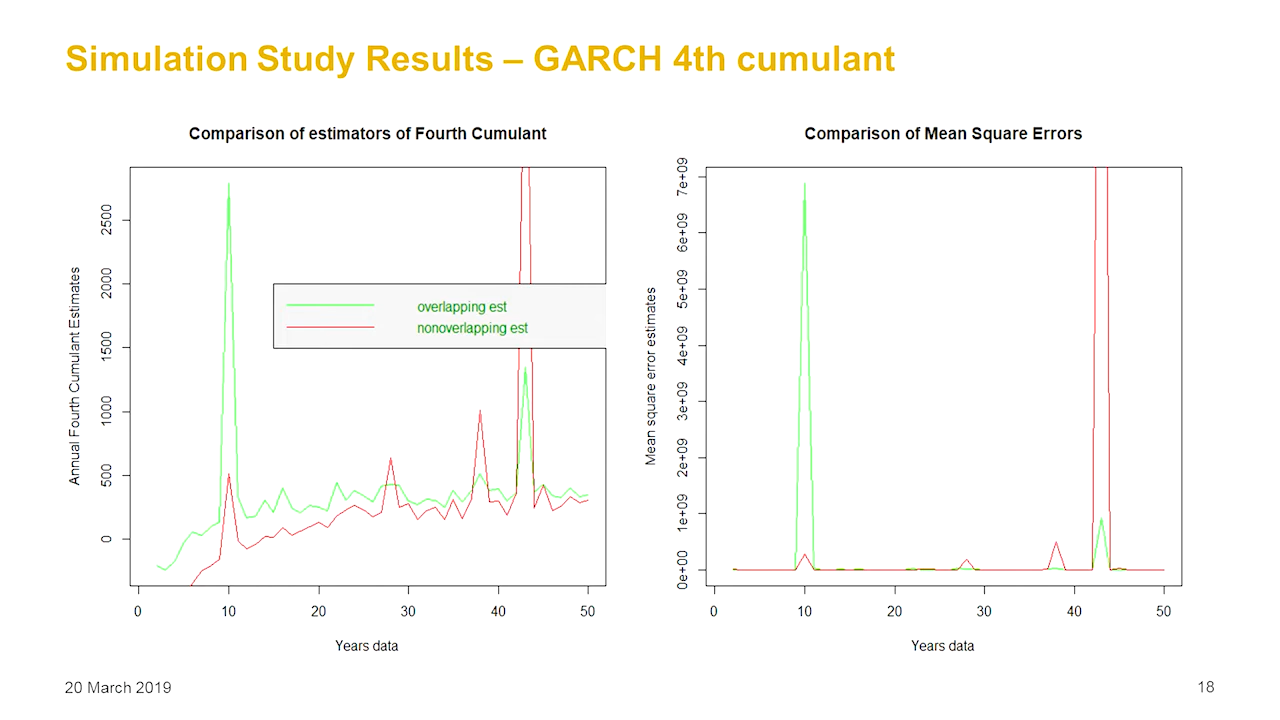 Simulation Study Results – GARCH 4th cumulant
Comparison of estimators of Fourth Cumulant
Annual Fourth Cumulant Estimates
2500
2000
1500
1000
500
0
overlapping est
nonoverlapping est
0 10 20 30 40 50
Years data
Comparison of Mean Square Errors
Mean square error estimates
7e+09
6e+09
5e+09
4e+09
3e+09
2e+09
1e+09
0e+00
0 10 20 30 40 50
Years data
20 March 2019
18